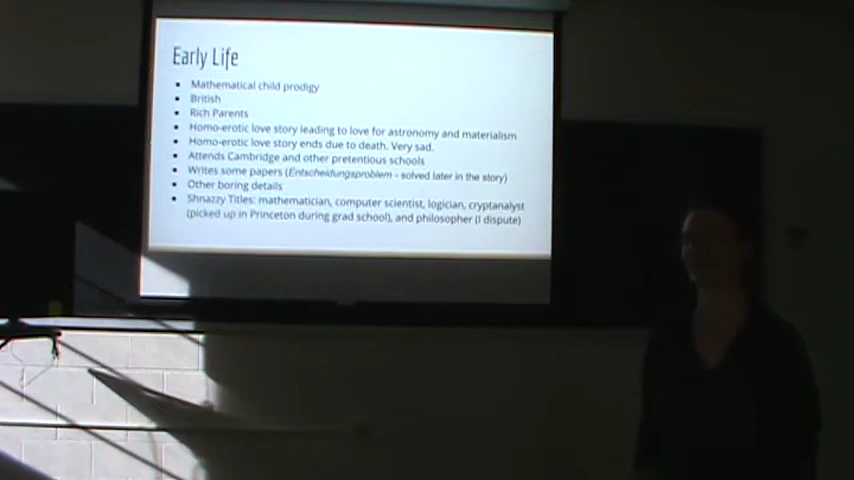 Early Life
▪ Mathematical child prodigy
▪ British
▪ Rich Parents
▪ Homo-erotic love story leading to love for astronomy and materialism
▪ Homo-erotic love story ends due to death. Very sad.
▪ Attends Cambridge and other pretentious schools
▪ Writes some papers (Entscheidungsproblem - solved later in the story)
▪ Other boring details
▪ Shnazzy Titles: mathematician, computer scientist, logician, cryptanalyst
(picked up in Princeton during grad school), and philosopher (I dispute)